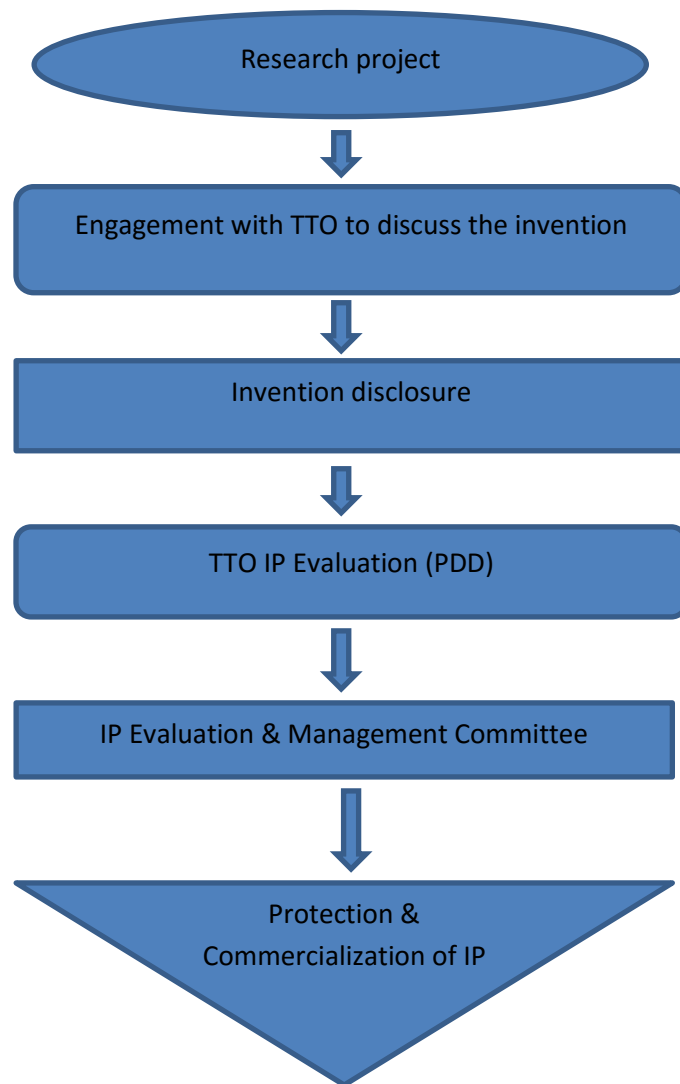 Research project
Engagement with TTO to discuss the invention
Invention disclosure
TTO IP Evaluation (PDD)
IP Evaluation & Management Committee
Protection &
Commercialization of IP